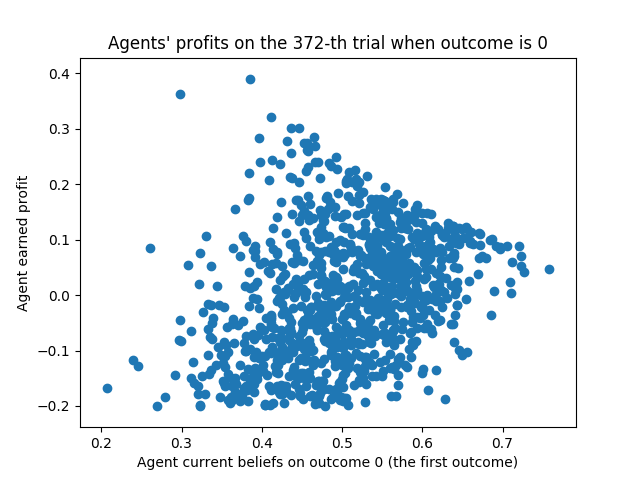 Agents' profits on the 372-th trial when outcome is 0
0.4
0.3
0.2
0.1
0.0
−0.1
−0.2
Agent earned profit
0.2 0.3 0.4 0.5 0.6 0.7
Agent current beliefs on outcome 0 (the first outcome)